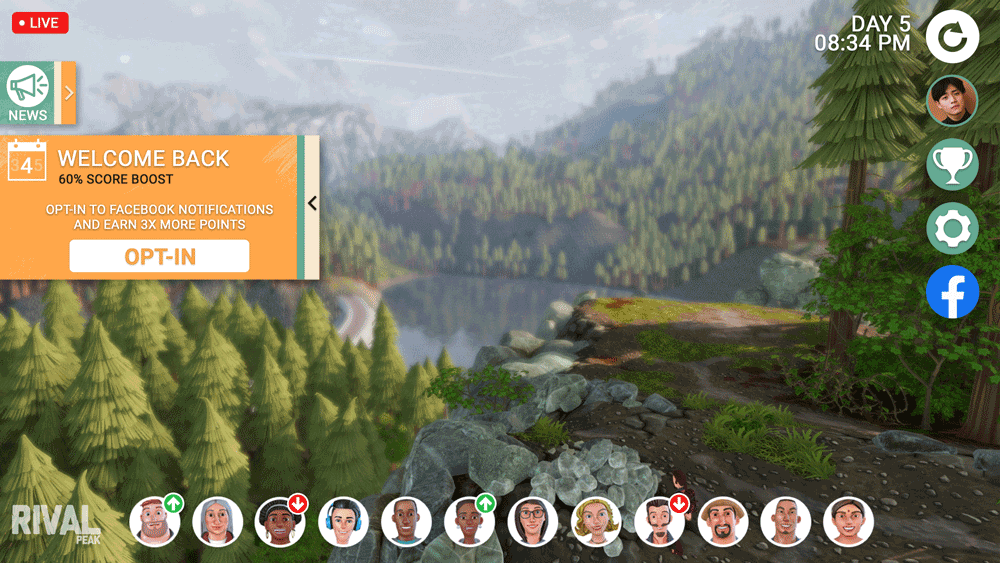 LIVE
DAY 5
08:34 PM
NEWS
4
WELCOME BACK
60% SCORE BOOST
OPT-IN TO FACEBOOK NOTIFICATIONS
AND EARN 3X MORE POINTS
OPT-IN
RIVAL
PEAK